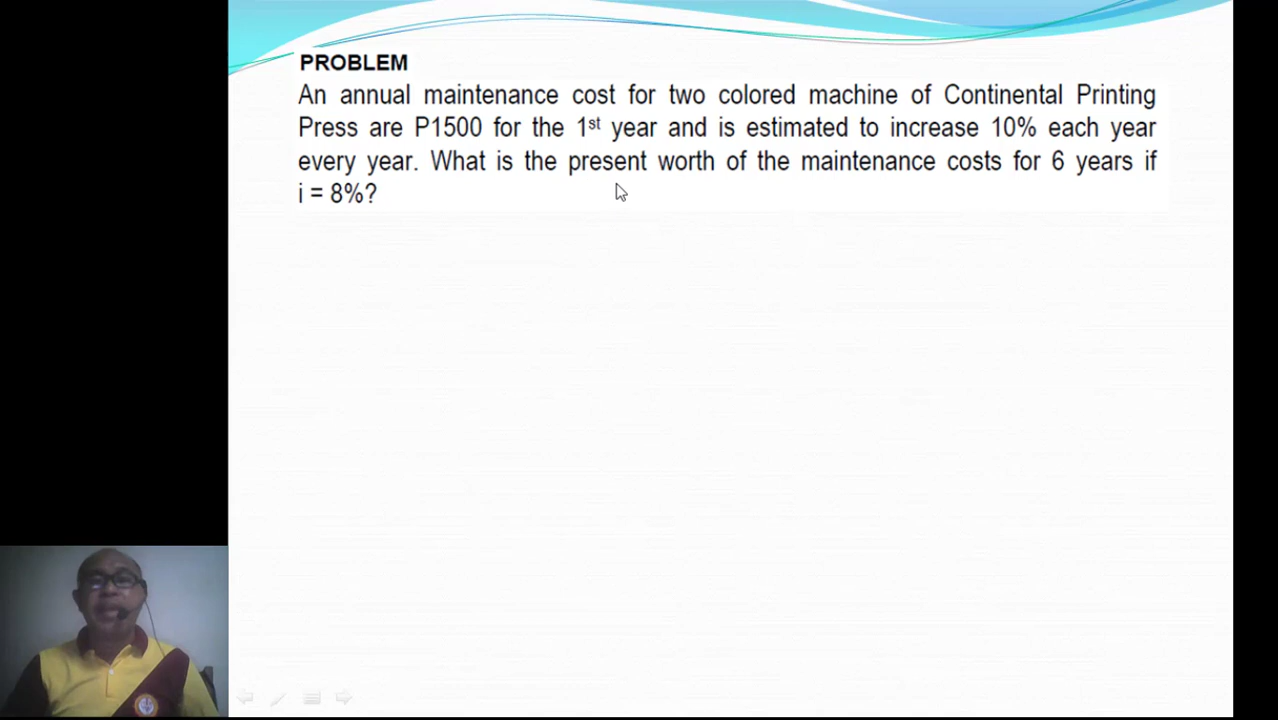 PROBLEM
An annual maintenance cost for two colored machine of Continental Printing
Press are P1500 for the 1st year and is estimated to increase 10% each year
every year. What is the present worth of the maintenance costs for 6 years if
i = 8%?